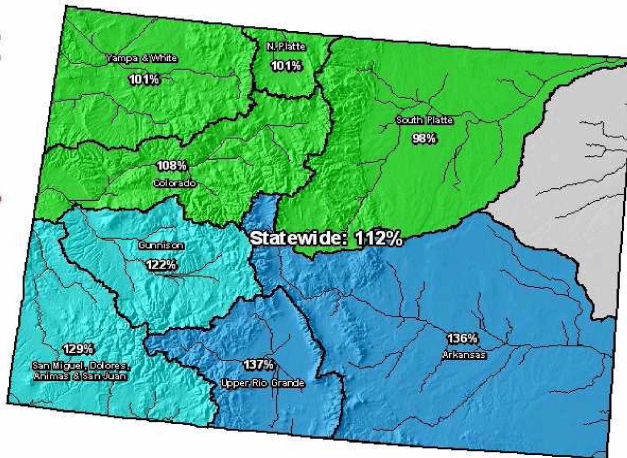 Yampa & White
101%
N. Platte
101%
South Platte
98%
108%
Colorado
Statewide: 112%
Gunnison
122%
129%
San Miguel, Dolores,
Animas & San Juan
137%
Upper Rio Grande
136%
Arkansas